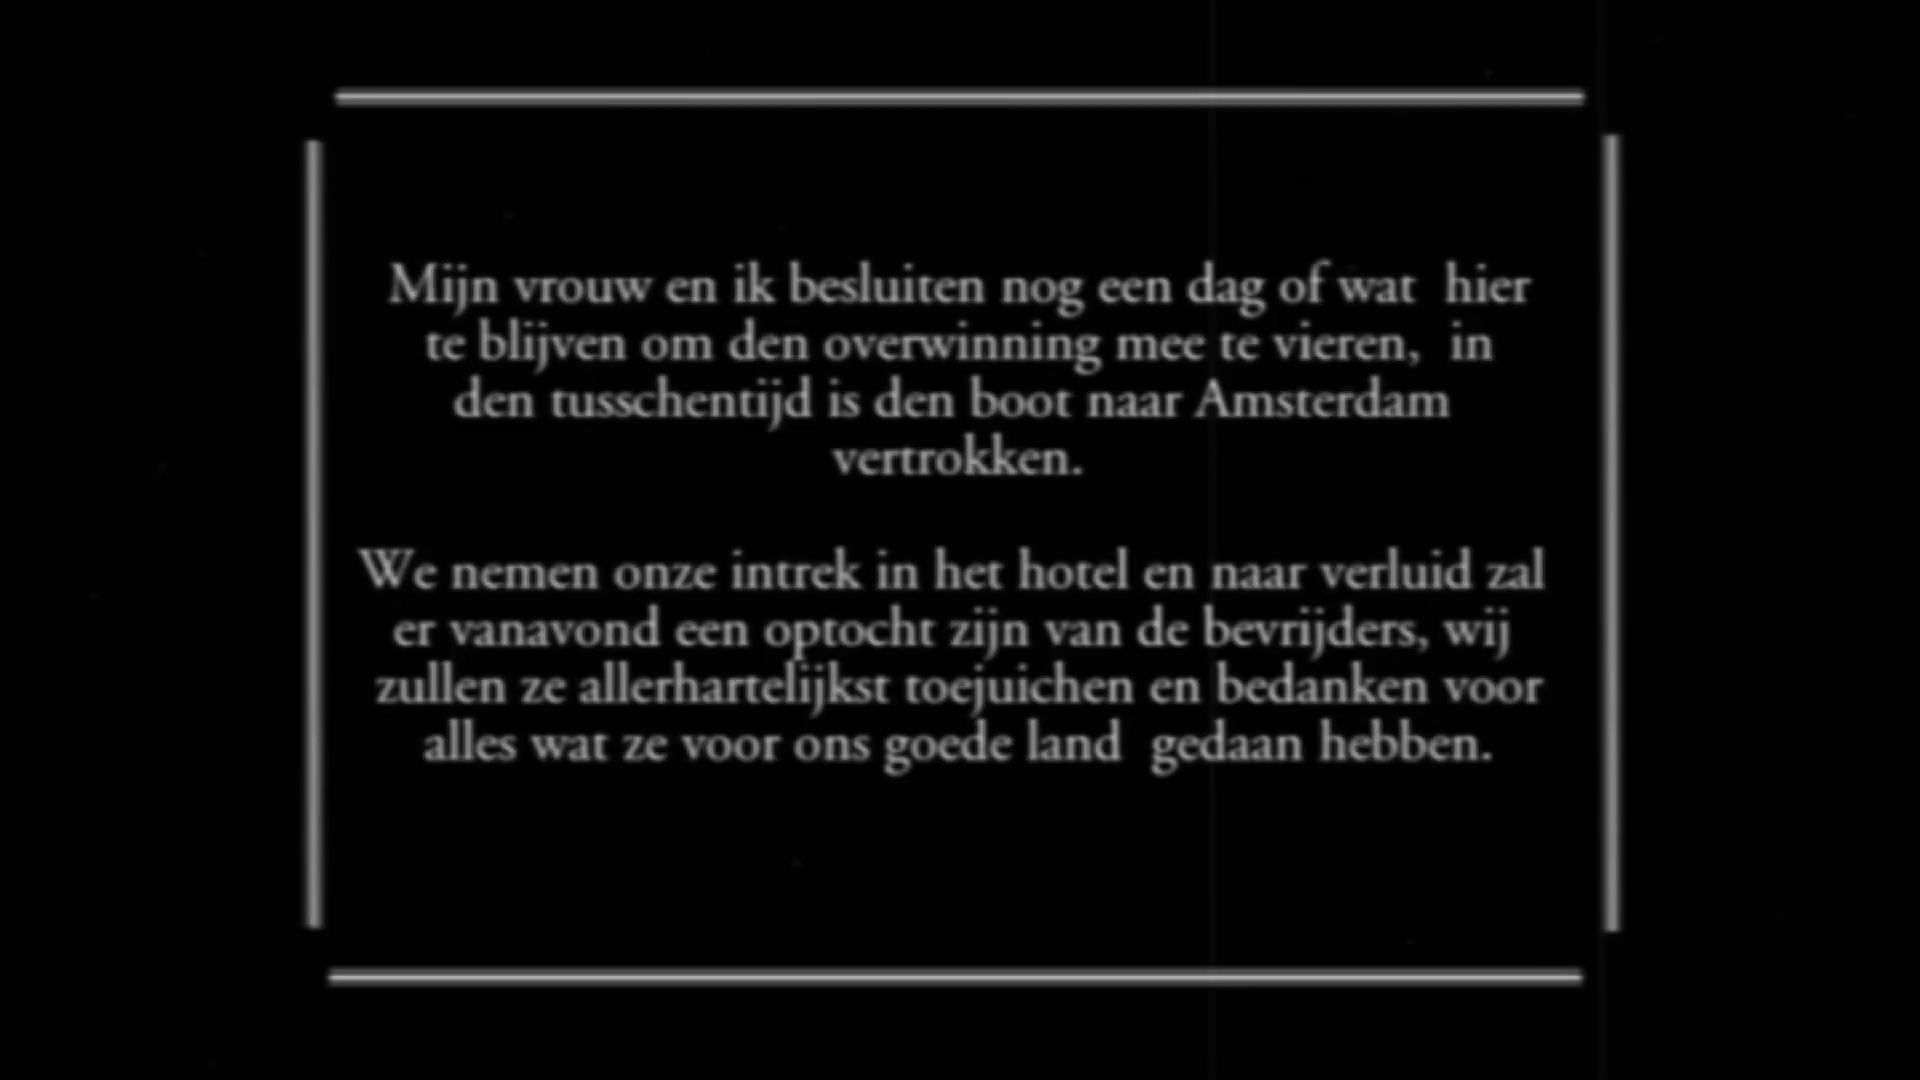 Mijn vrouw en ik besluiten nog een dag of wat hier
te blijven om den overwinning mee te vieren, in
den tusschentijd is den boot naar Amsterdam
vertrokken.
We nemen onze intrek in het hotel en naar verluid zal
er vanavond een optocht zijn van de bevrijders, wij
zullen ze allerhartelijkst toejuichen en bedanken voor
alles wat ze voor ons goede land gedaan hebben.